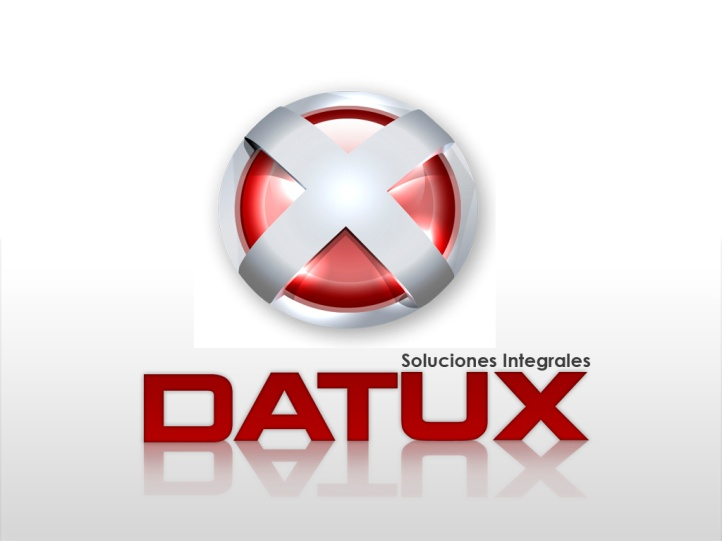 Soluciones Integrales
DATUX